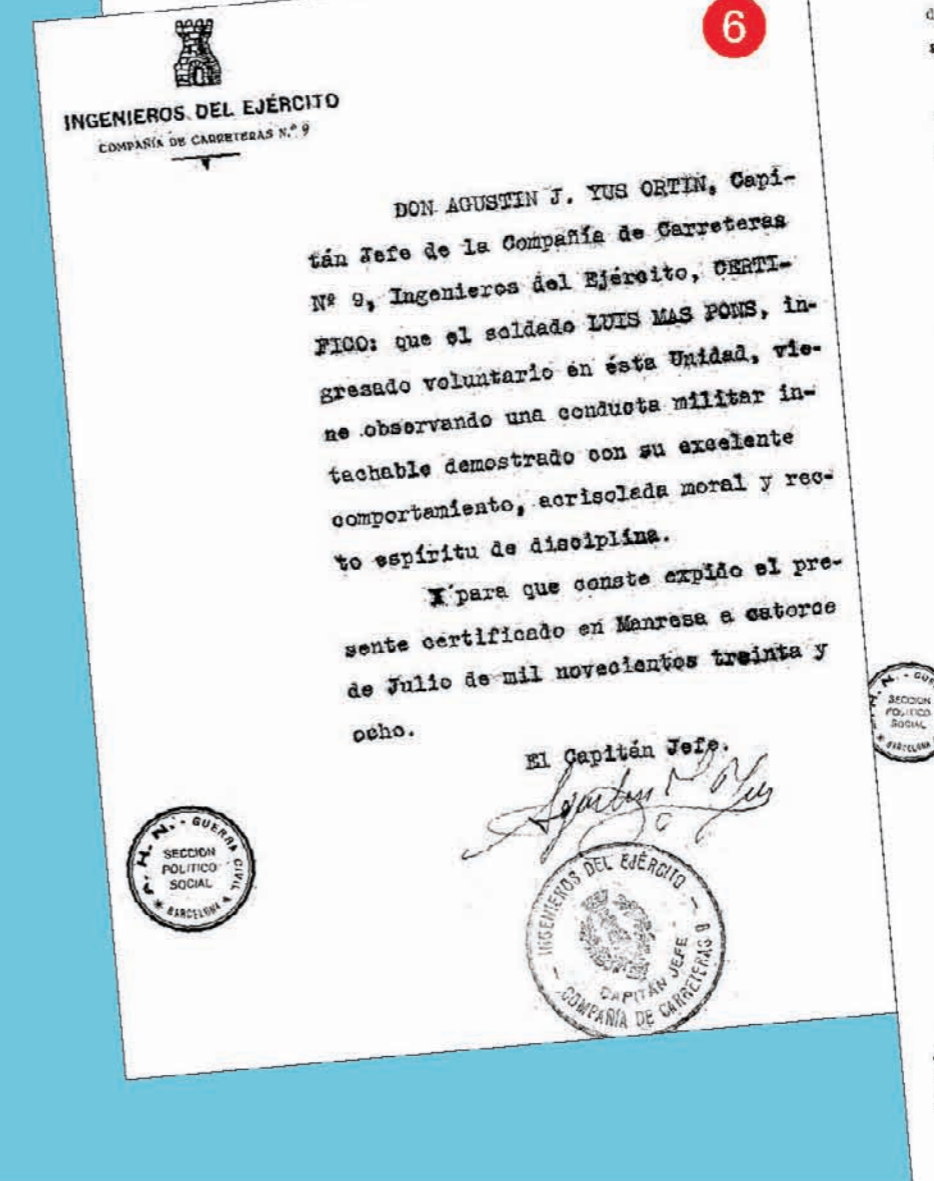 6
INGENIEROS DEL EJÉRCITO
COMPAÑÍA DE CARRETERAS N.º 9
DON AGUSTIN J. YUS ORTIN, Capi-
tán Jefe de la Compañía de Carreteras
Nº 9, Ingenieros del Ejército, CERTI-
FICO: que el soldado LUIS MAS PONS, in-
gresado voluntario en ésta Unidad, vie-
ne observando una conducta militar in-
tachable demostrado con su excelente
comportamiento, acrisolada moral y rec-
to espíritu de disciplina.
Y para que conste expido el pre-
sente certificado en Manresa a catorce
de Julio de mil novecientos treinta y
ocho.
El Capitán Jefe.
A. H. N. - GUERRA CIVIL
SECCION
POLITICO
SOCIAL
BARCELONA
INGENIEROS DEL EJÉRCITO
CAPITÁN JEFE
COMPAÑÍA DE CARRETERAS 9
SECCION
POLITICO
SOCIAL
BARCELONA